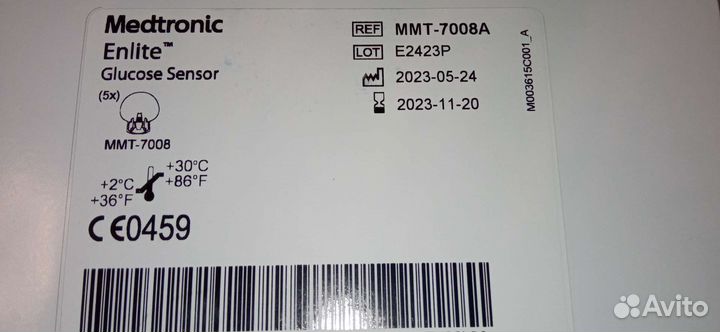 Medtronic
Enlite™
Glucose Sensor
(5x)
MMT-7008
REF MMT-7008A
LOT E2423P
2023-05-24
2023-11-20
M003615C001_A
+30°C
+86°F
+2°C
+36°F
CE0459
Avito